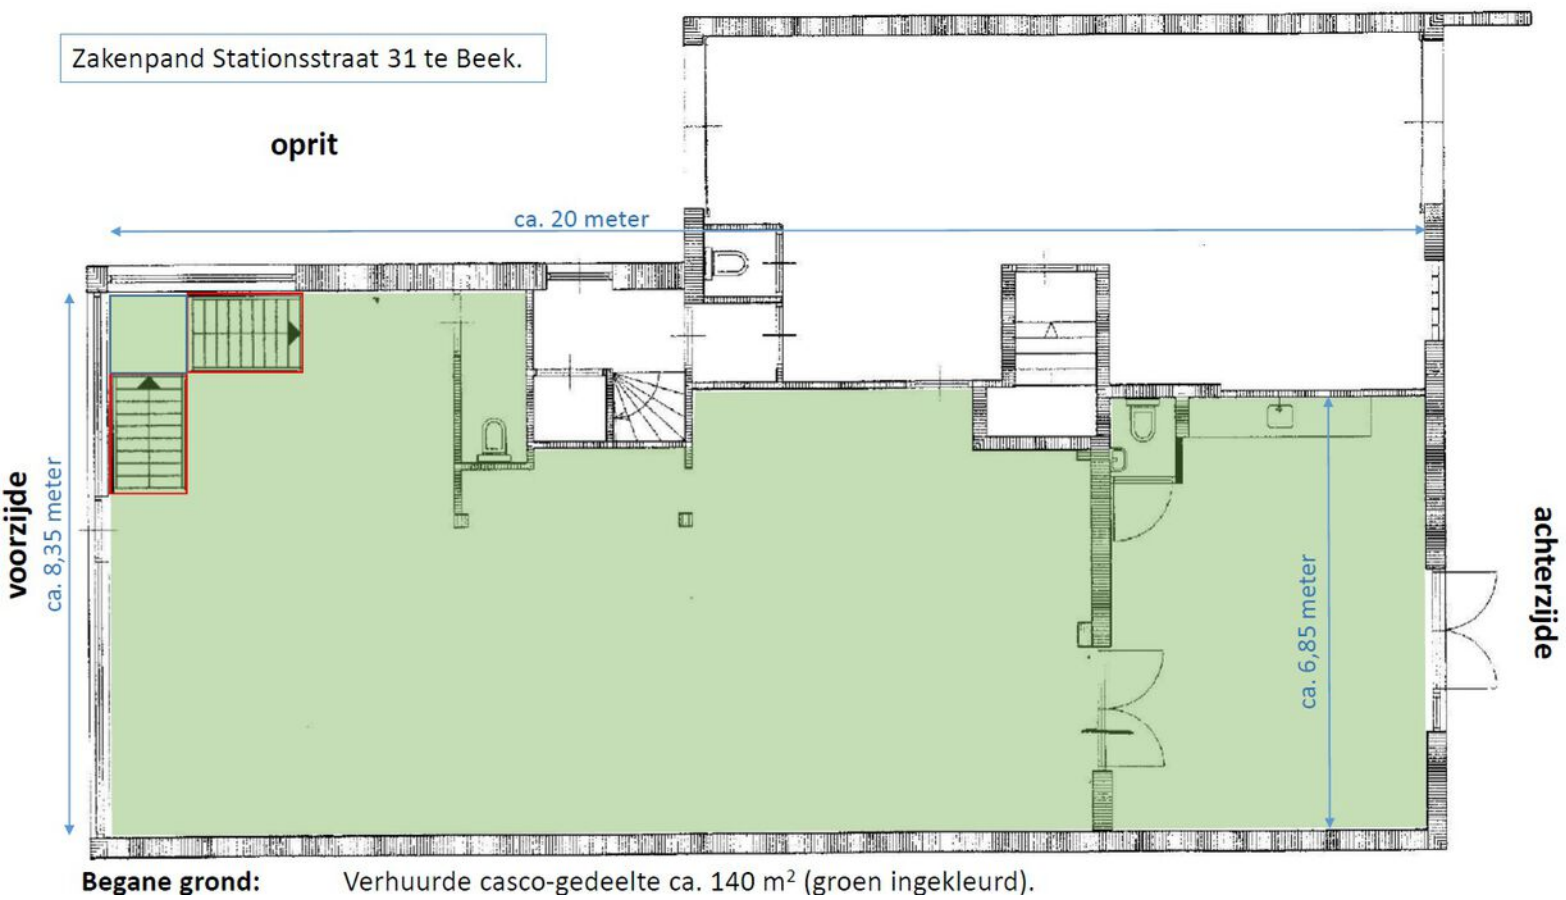 Zakenpand Stationsstraat 31 te Beek.
oprit
ca. 20 meter
voorzijde
ca. 8,35 meter
ca. 6,85 meter
achterzijde
Begane grond: Verhuurde casco-gedeelte ca. 140 m² (groen ingekleurd).